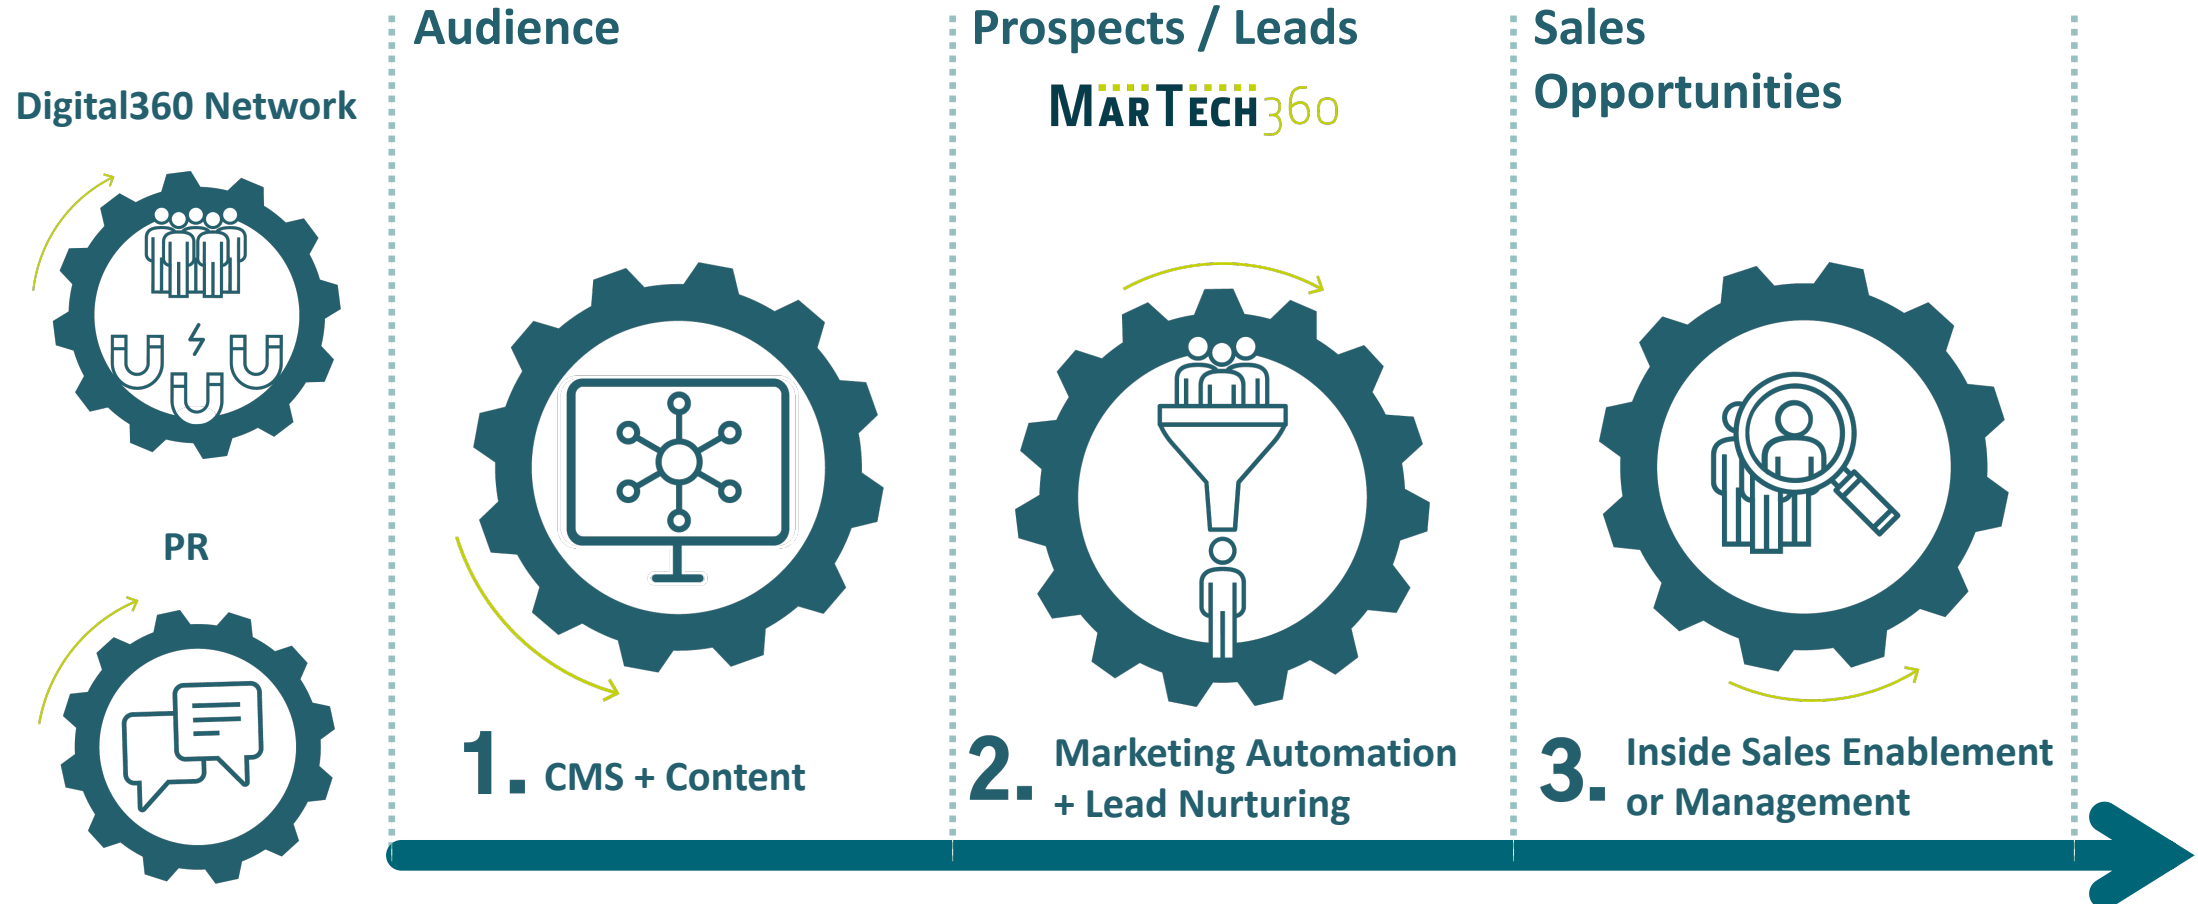 Digital360 Network
PR
Audience
1. CMS + Content
Prospects / Leads
MARTECH360
2. Marketing Automation
+ Lead Nurturing
Sales
Opportunities
3. Inside Sales Enablement
or Management